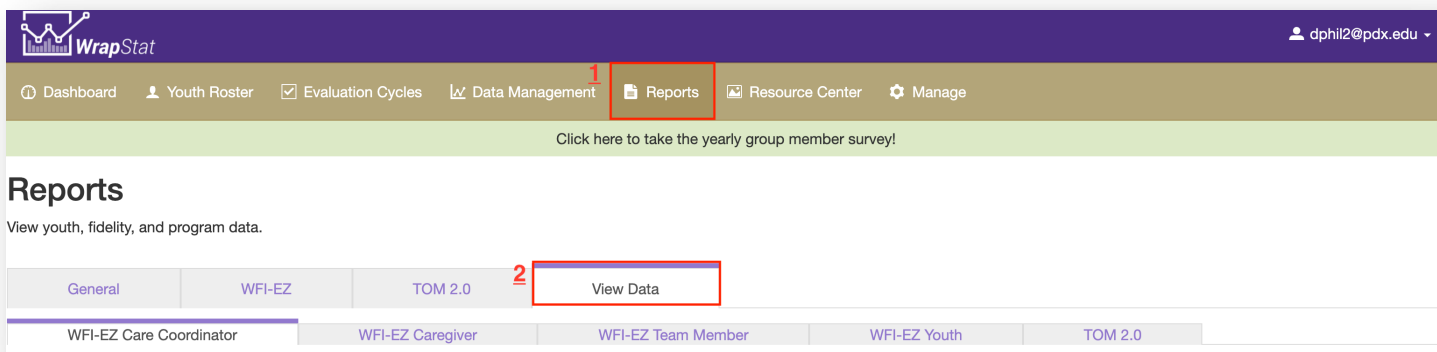 WrapStat
dphil2@pdx.edu
1
Dashboard Youth Roster Evaluation Cycles Data Management Reports Resource Center Manage
Click here to take the yearly group member survey!
Reports
View youth, fidelity, and program data.
2
General WFI-EZ TOM 2.0 View Data
WFI-EZ Care Coordinator WFI-EZ Caregiver WFI-EZ Team Member WFI-EZ Youth TOM 2.0